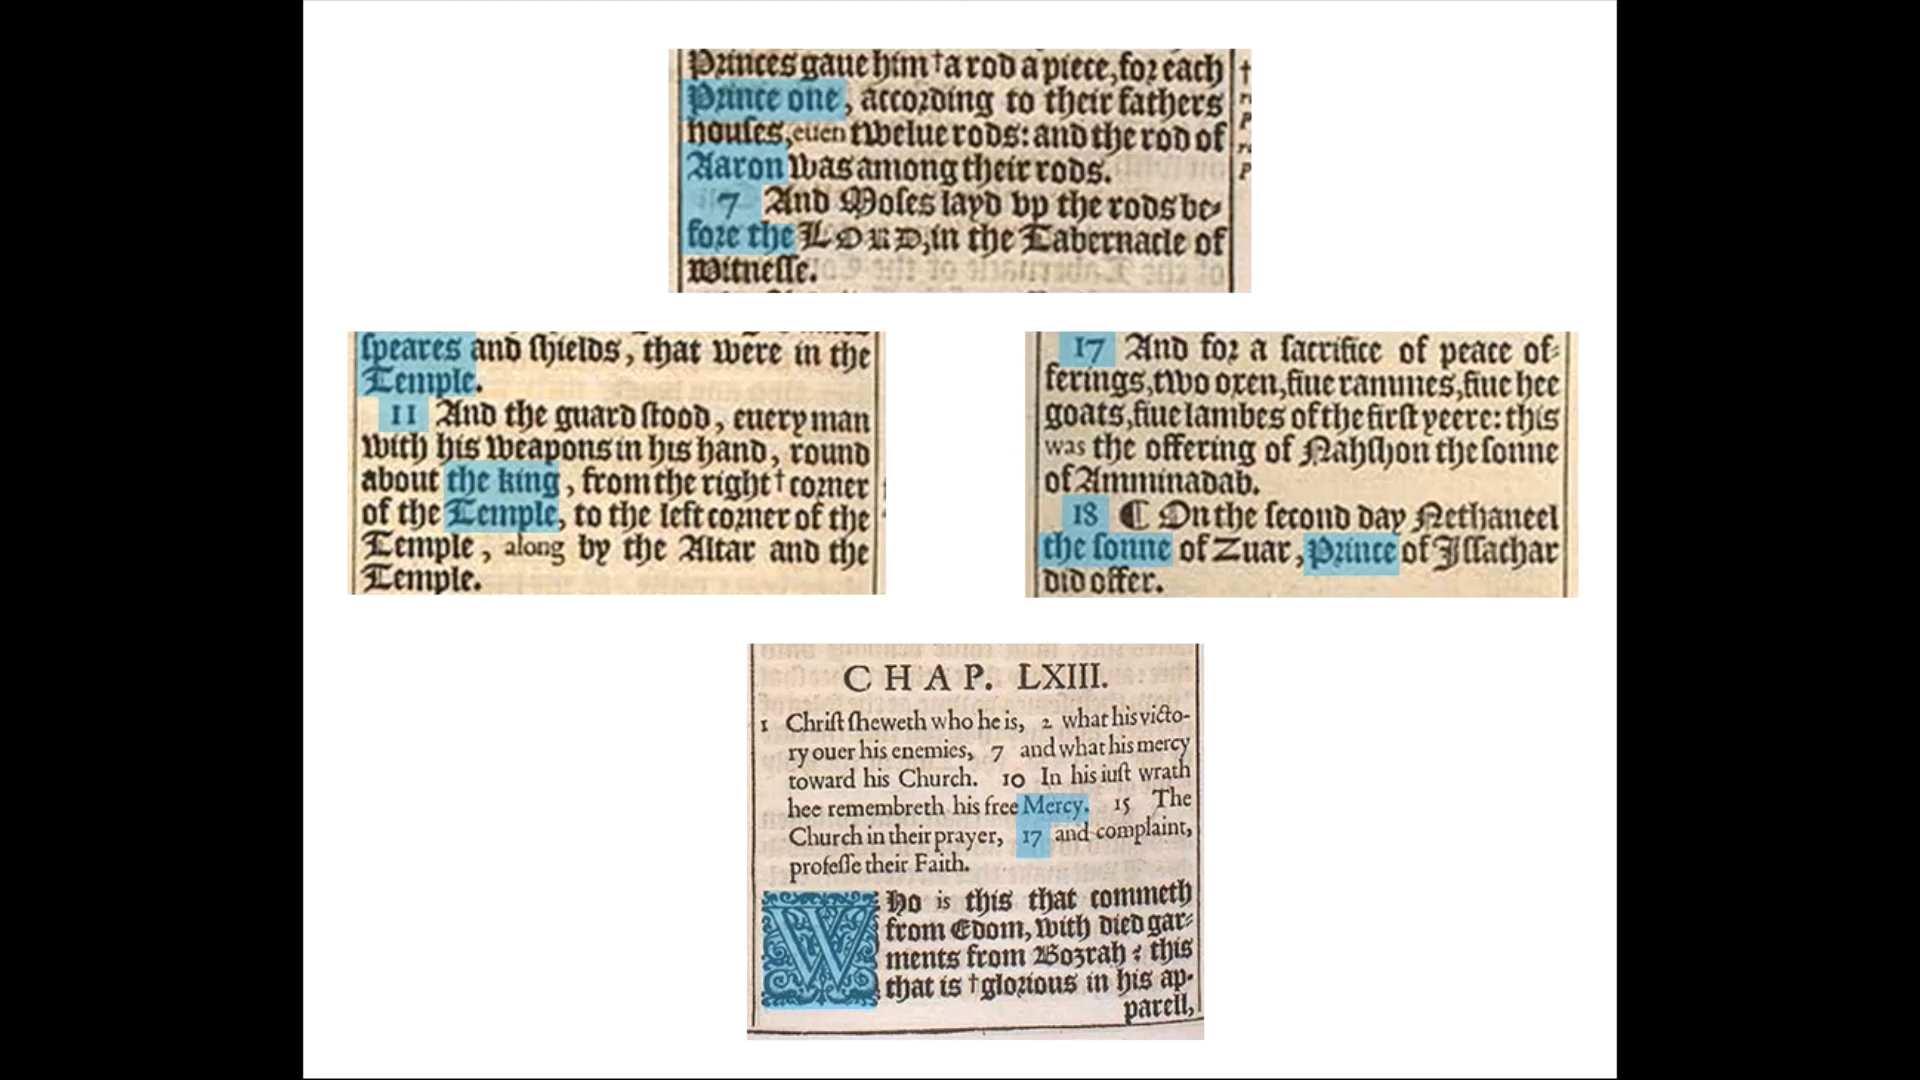 Princes gaue him †a rod a piece, for each
Prince one, according to their fathers
houſes, euen twelue rods: and the rod of
Aaron was among their rods.
7 And Moſes layd vp the rods be-
fore the LORD, in the Tabernacle of
Witneſſe.
ſpeares and ſhields, that were in the
Temple.
11 And the guard ſtood, euery man
with his weapons in his hand, round
about the king, from the right † corner
of the Temple, to the left corner of the
Temple, along by the Altar and the
Temple.
17 And for a ſacrifice of peace of-
ferings, two oxen, fiue rammes, fiue hee
goats, fiue lambes of the firſt yeere: this
was the offering of Nahſhon the ſonne
of Amminadab.
18 ¶ On the ſecond day Nethaneel
the ſonne of Zuar, Prince of Iſſachar
did offer.
CHAP. LXIII.
1 Chriſt ſheweth who he is, 2 what his victo-
ry ouer his enemies, 7 and what his mercy
toward his Church. 10 In his iuſt wrath
hee remembreth his free Mercy. 15 The
Church in their prayer, 17 and complaint,
profeſſe their Faith.
Who is this that commeth
from Edom, with died gar-
ments from Bozrah? this
that is †glorious in his ap-
parell,